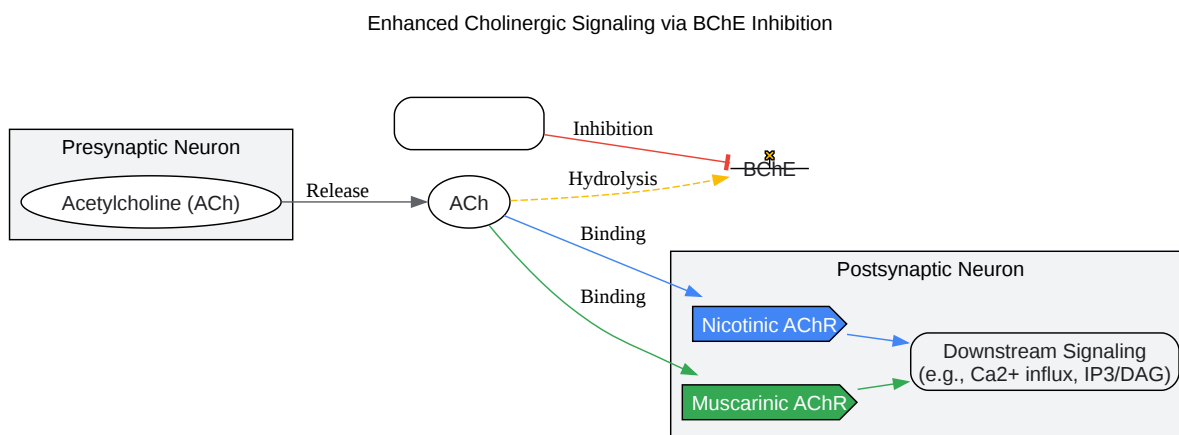 Enhanced Cholinergic Signaling via BChE Inhibition
Presynaptic Neuron
Acetylcholine (ACh)
Release
ACh
Inhibition
Hydrolysis
BChE
Binding
Binding
Postsynaptic Neuron
Nicotinic AChR
Muscarinic AChR
Downstream Signaling
(e.g., Ca2+ influx, IP3/DAG)